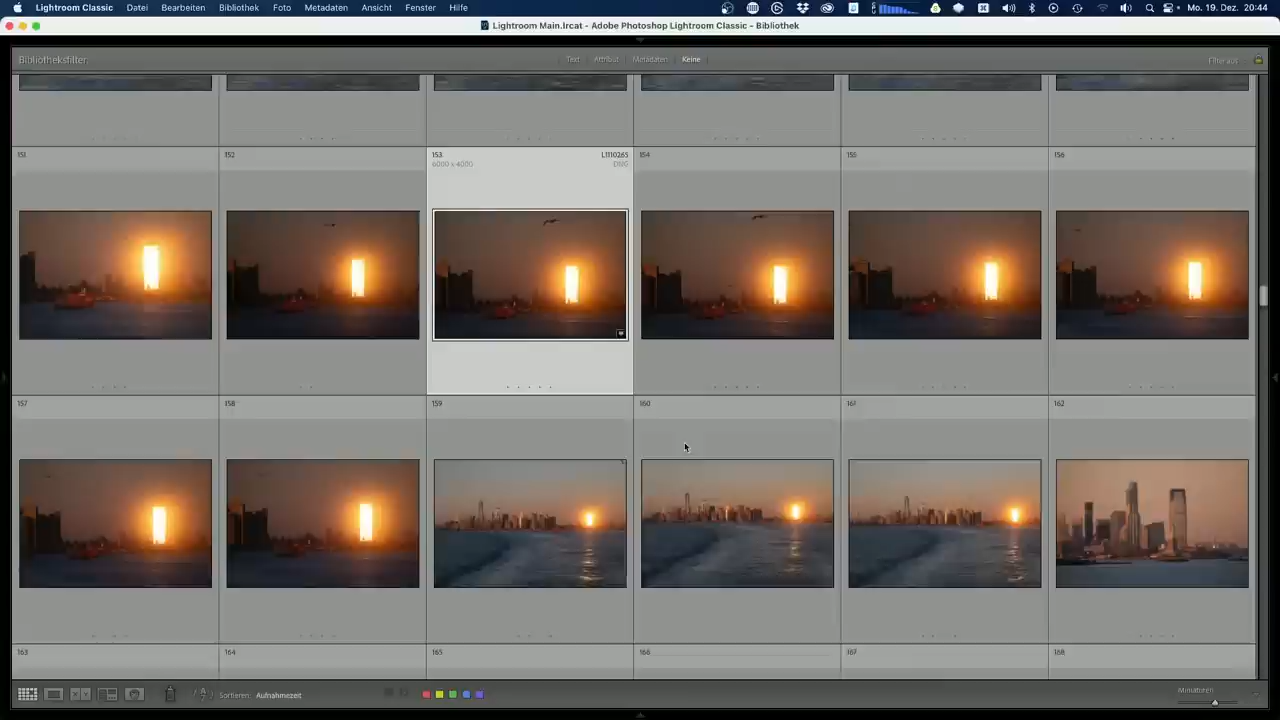 Lightroom Classic Datei Bearbeiten Bibliothek Foto Metadaten Ansicht Fenster Hilfe Mo. 19. Dez. 20:44
Lightroom Main.lrcat - Adobe Photoshop Lightroom Classic - Bibliothek
Bibliotheksfilter: Text Attribut Metadaten Keine Filter aus
151 152 153 L1110265 154 155 156
6000 x 4000 DNG
157 158 159 160 161 162
163 164 165 166 167 168
Sortieren: Aufnahmezeit Miniaturen